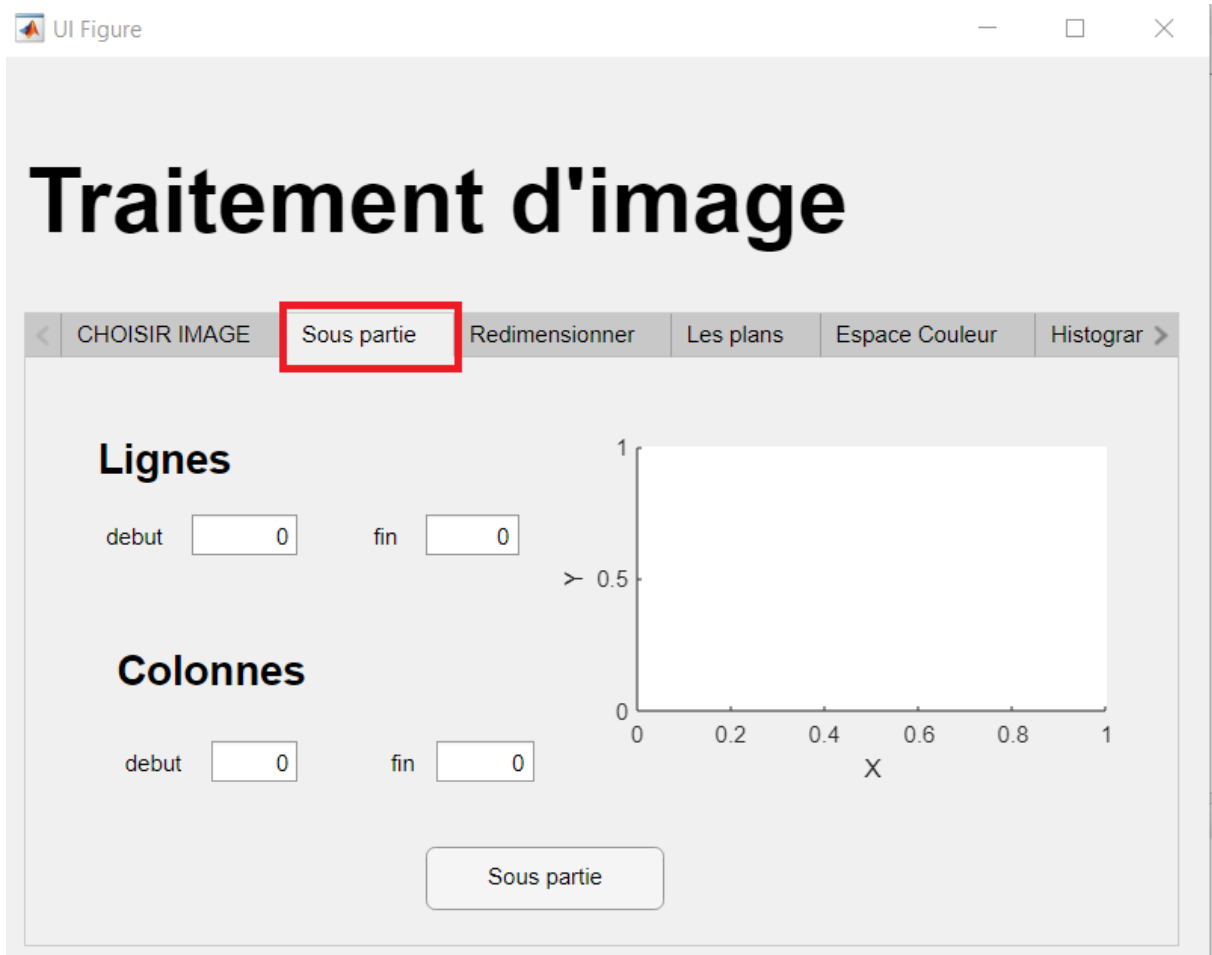 UI Figure
Traitement d'image
CHOISIR IMAGE Sous partie Redimensionner Les plans Espace Couleur Histograr
Lignes
debut 0 fin 0
Colonnes
debut 0 fin 0
1
Y 0.5
0
0 0.2 0.4 0.6 0.8 1
X
Sous partie